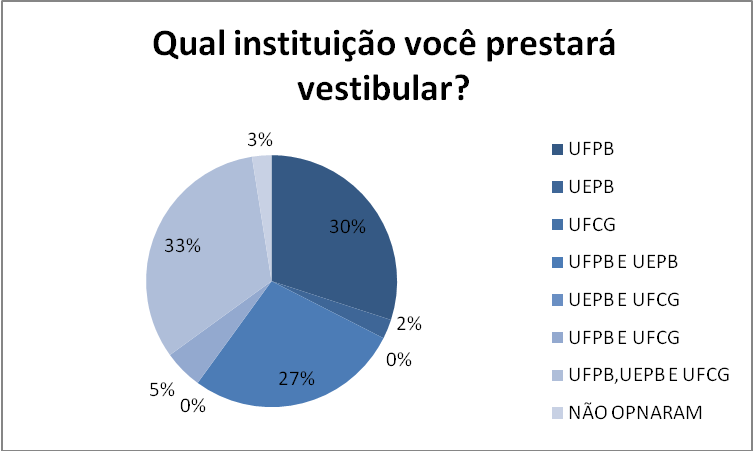 Qual instituição você prestará
vestibular?
3%
30%
33%
2%
0%
27%
5%
0%
UFPB
UEPB
UFCG
UFPB E UEPB
UEPB E UFCG
UFPB E UFCG
UFPB,UEPB E UFCG
NÃO OPNARAM